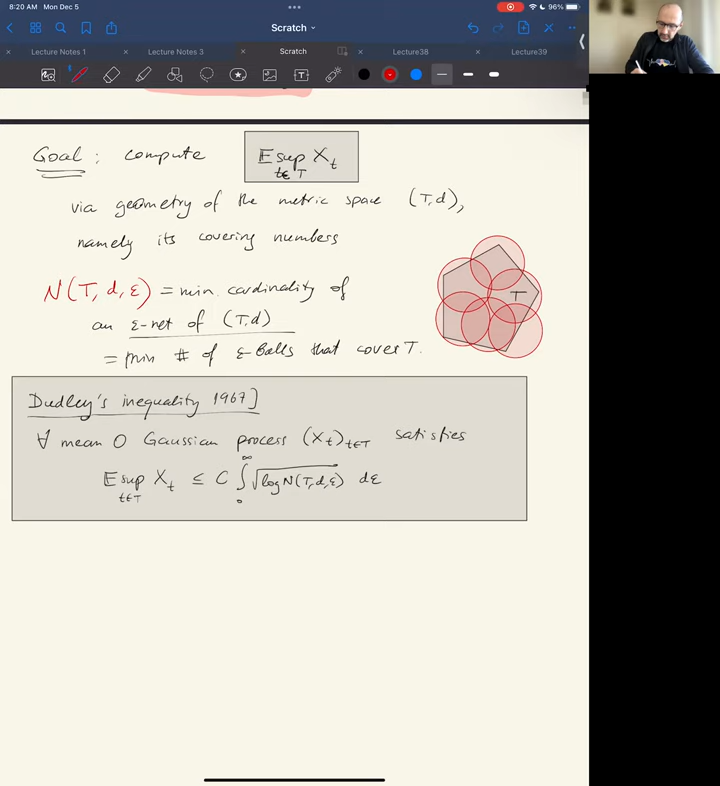 8:20 AM Mon Dec 5
96%
Scratch
Lecture Notes 1
Lecture Notes 3
Scratch
Lecture38
Lecture39
Goal: compute E sup X_t
t∈T
via geometry of the metric space (T,d),
namely its covering numbers
N(T,d,ε) = min. cardinality of
an ε-net of (T,d)
= min # of ε-balls that cover T.
T
Dudley's inequality 1967]
∀ mean 0 Gaussian process (X_t)_{t∈T} satisfies
E sup_{t∈T} X_t ≤ C ∫_0^∞ √log N(T,d,ε) dε